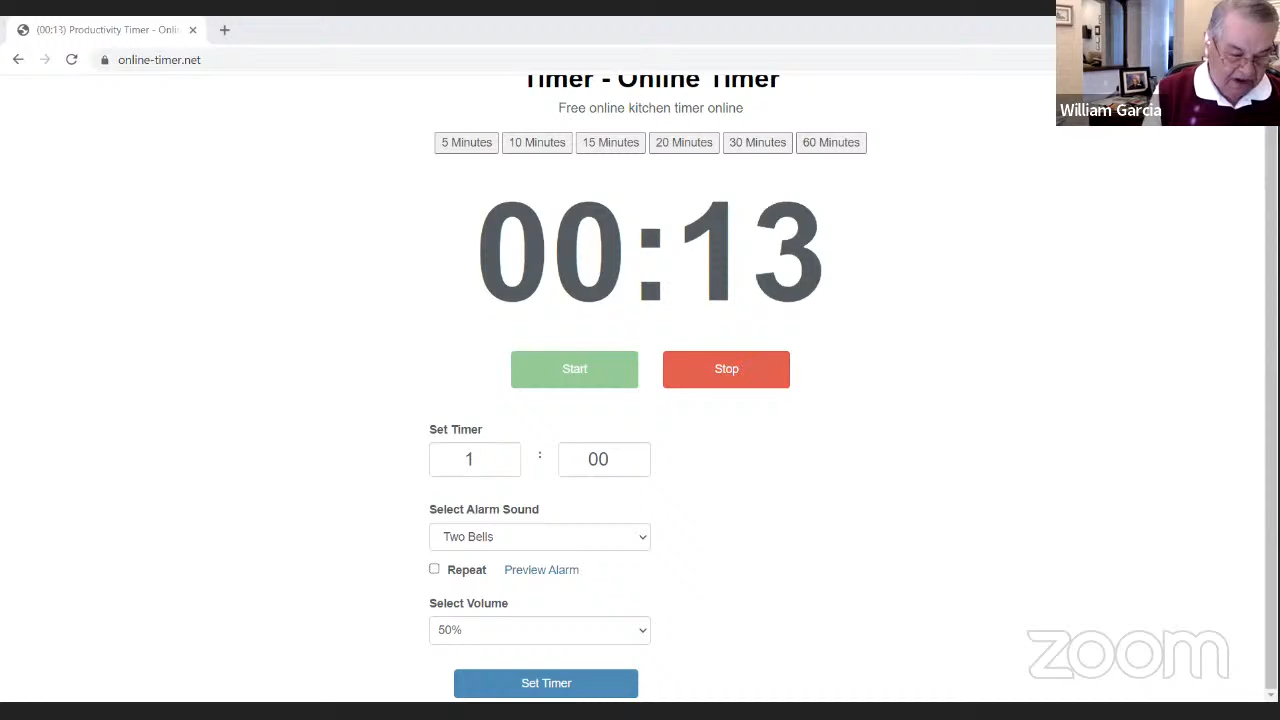 (00:13) Productivity Timer - Onli
online-timer.net
Timer - Online Timer
Free online kitchen timer online
5 Minutes 10 Minutes 15 Minutes 20 Minutes 30 Minutes 60 Minutes
00:13
Start Stop
Set Timer
1 : 00
Select Alarm Sound
Two Bells
Repeat Preview Alarm
Select Volume
50%
Set Timer
William Garcia
zoom